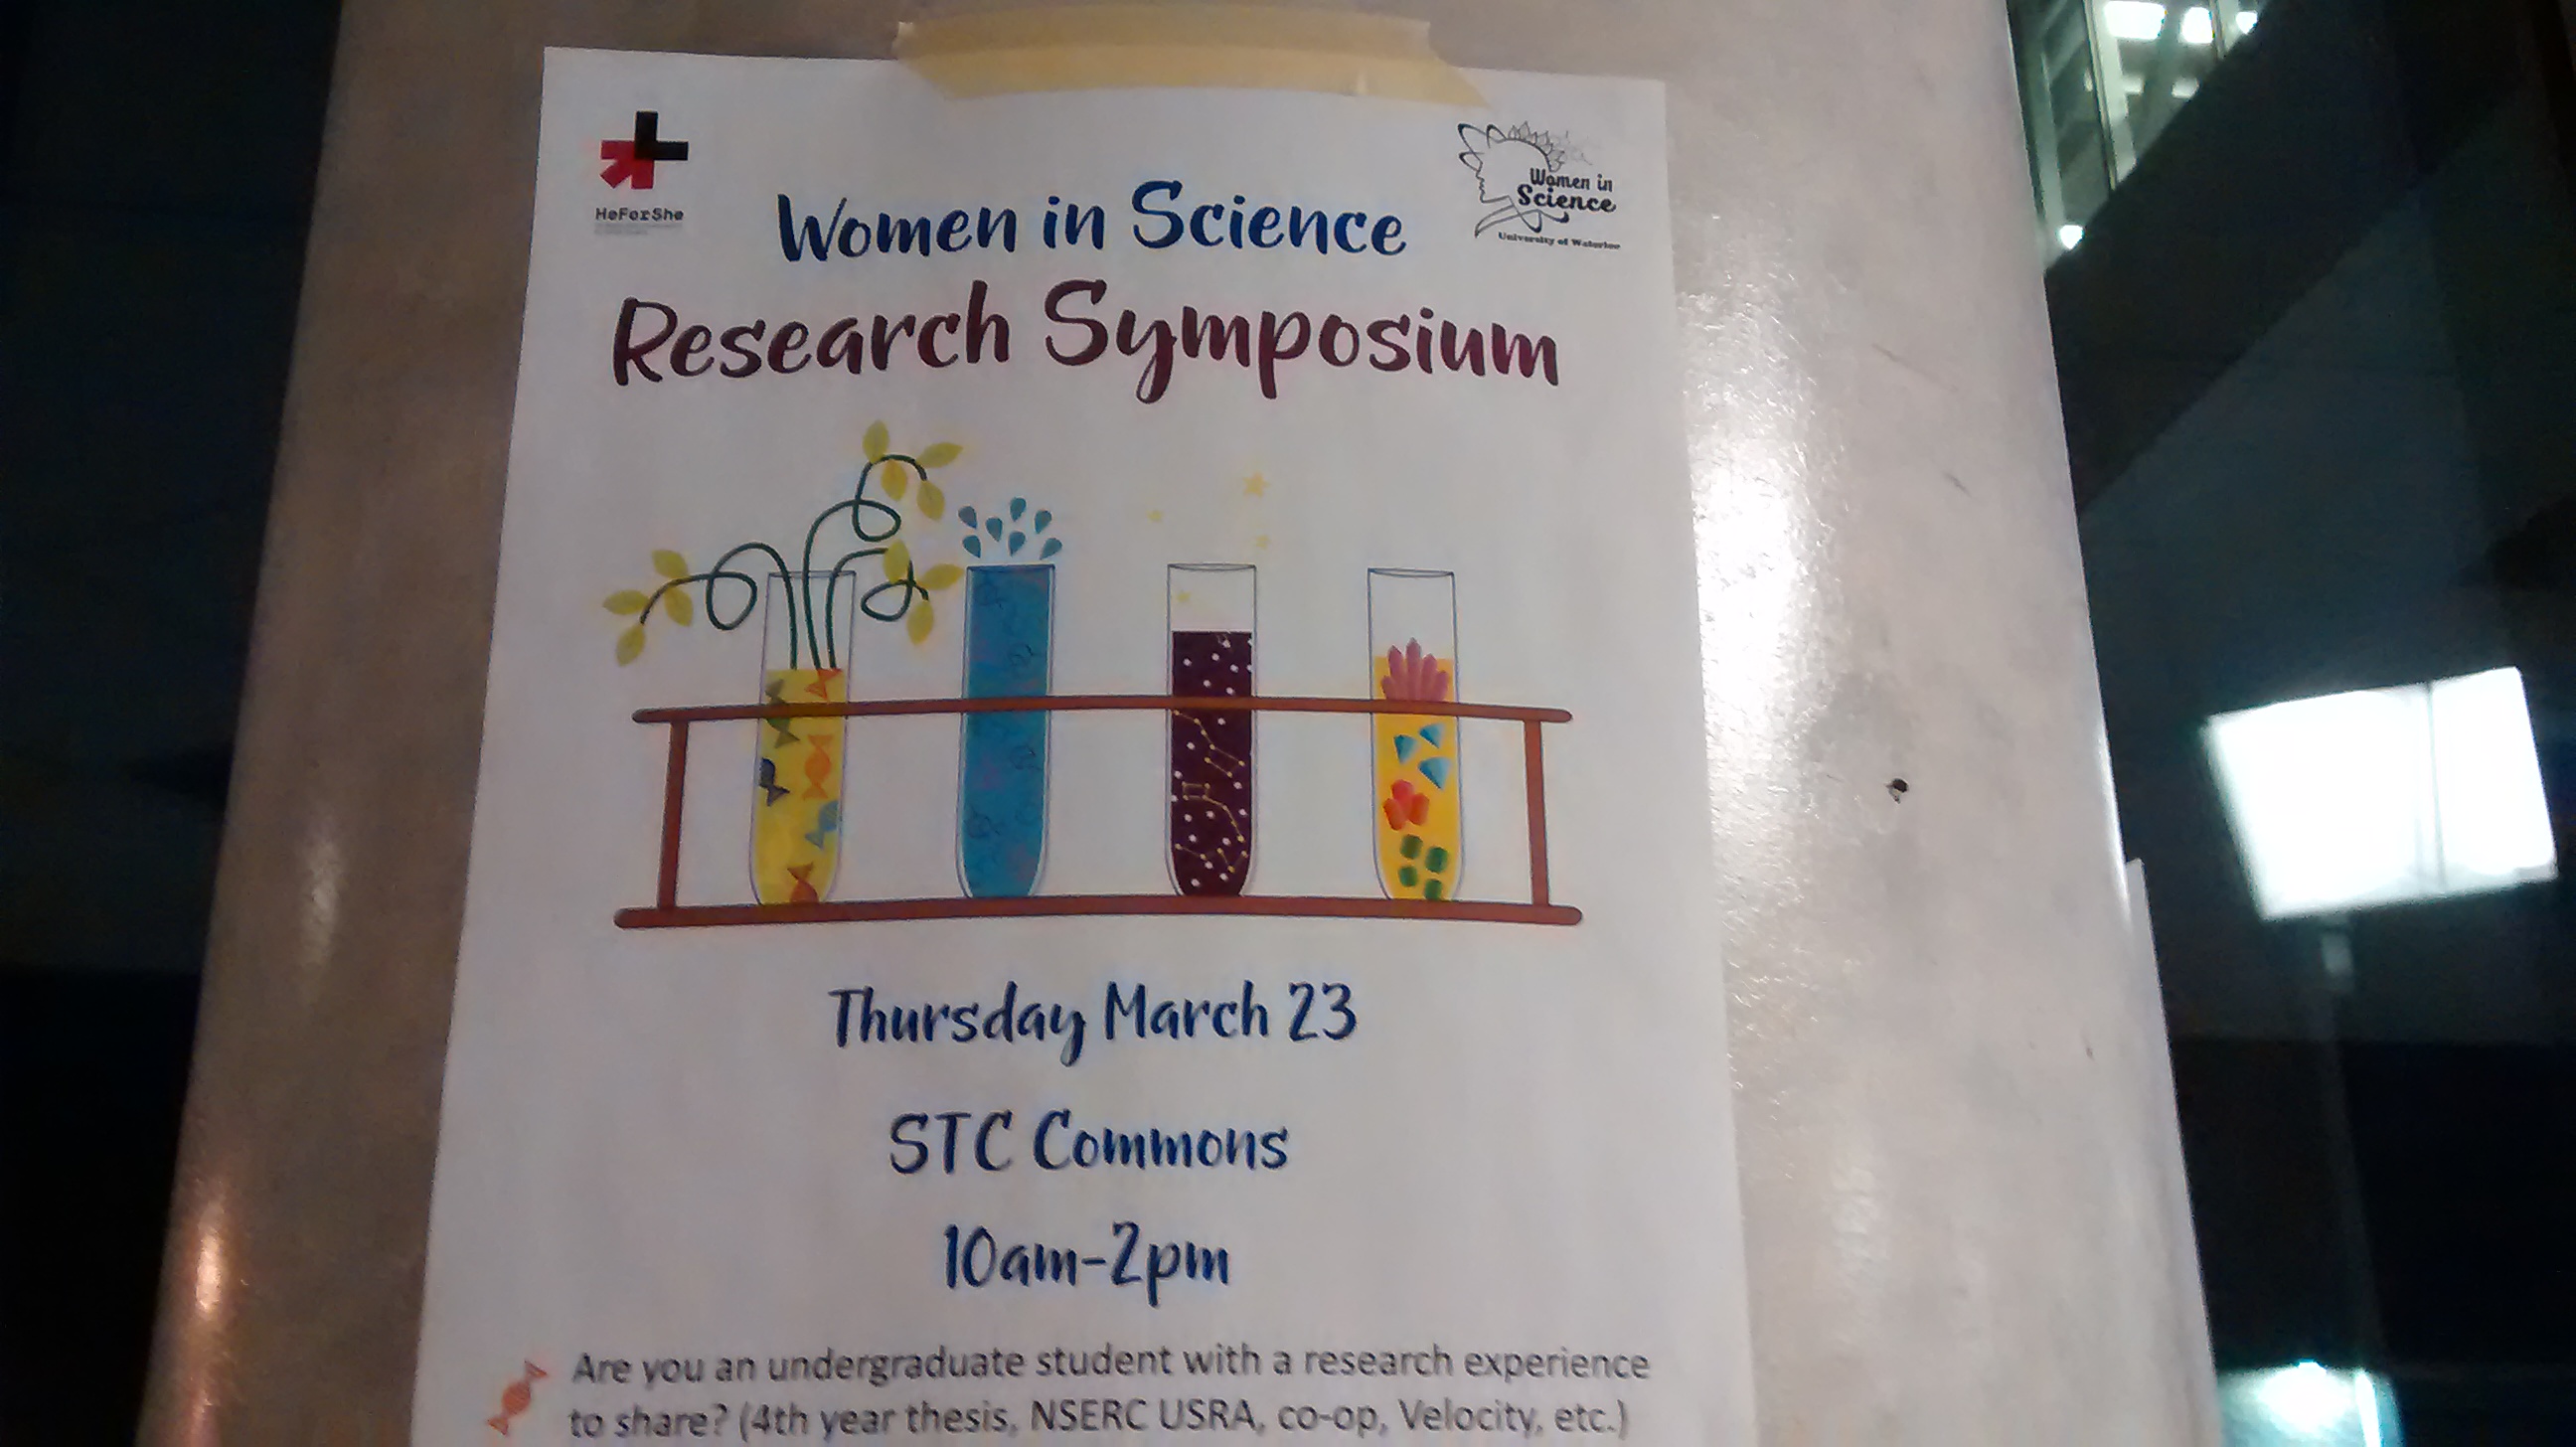 HeForShe
Women in
Science
University of Waterloo
Women in Science
Research Symposium
Thursday March 23
STC Commons
10am-2pm
Are you an undergraduate student with a research experience
to share? (4th year thesis, NSERC USRA, co-op, Velocity, etc.)